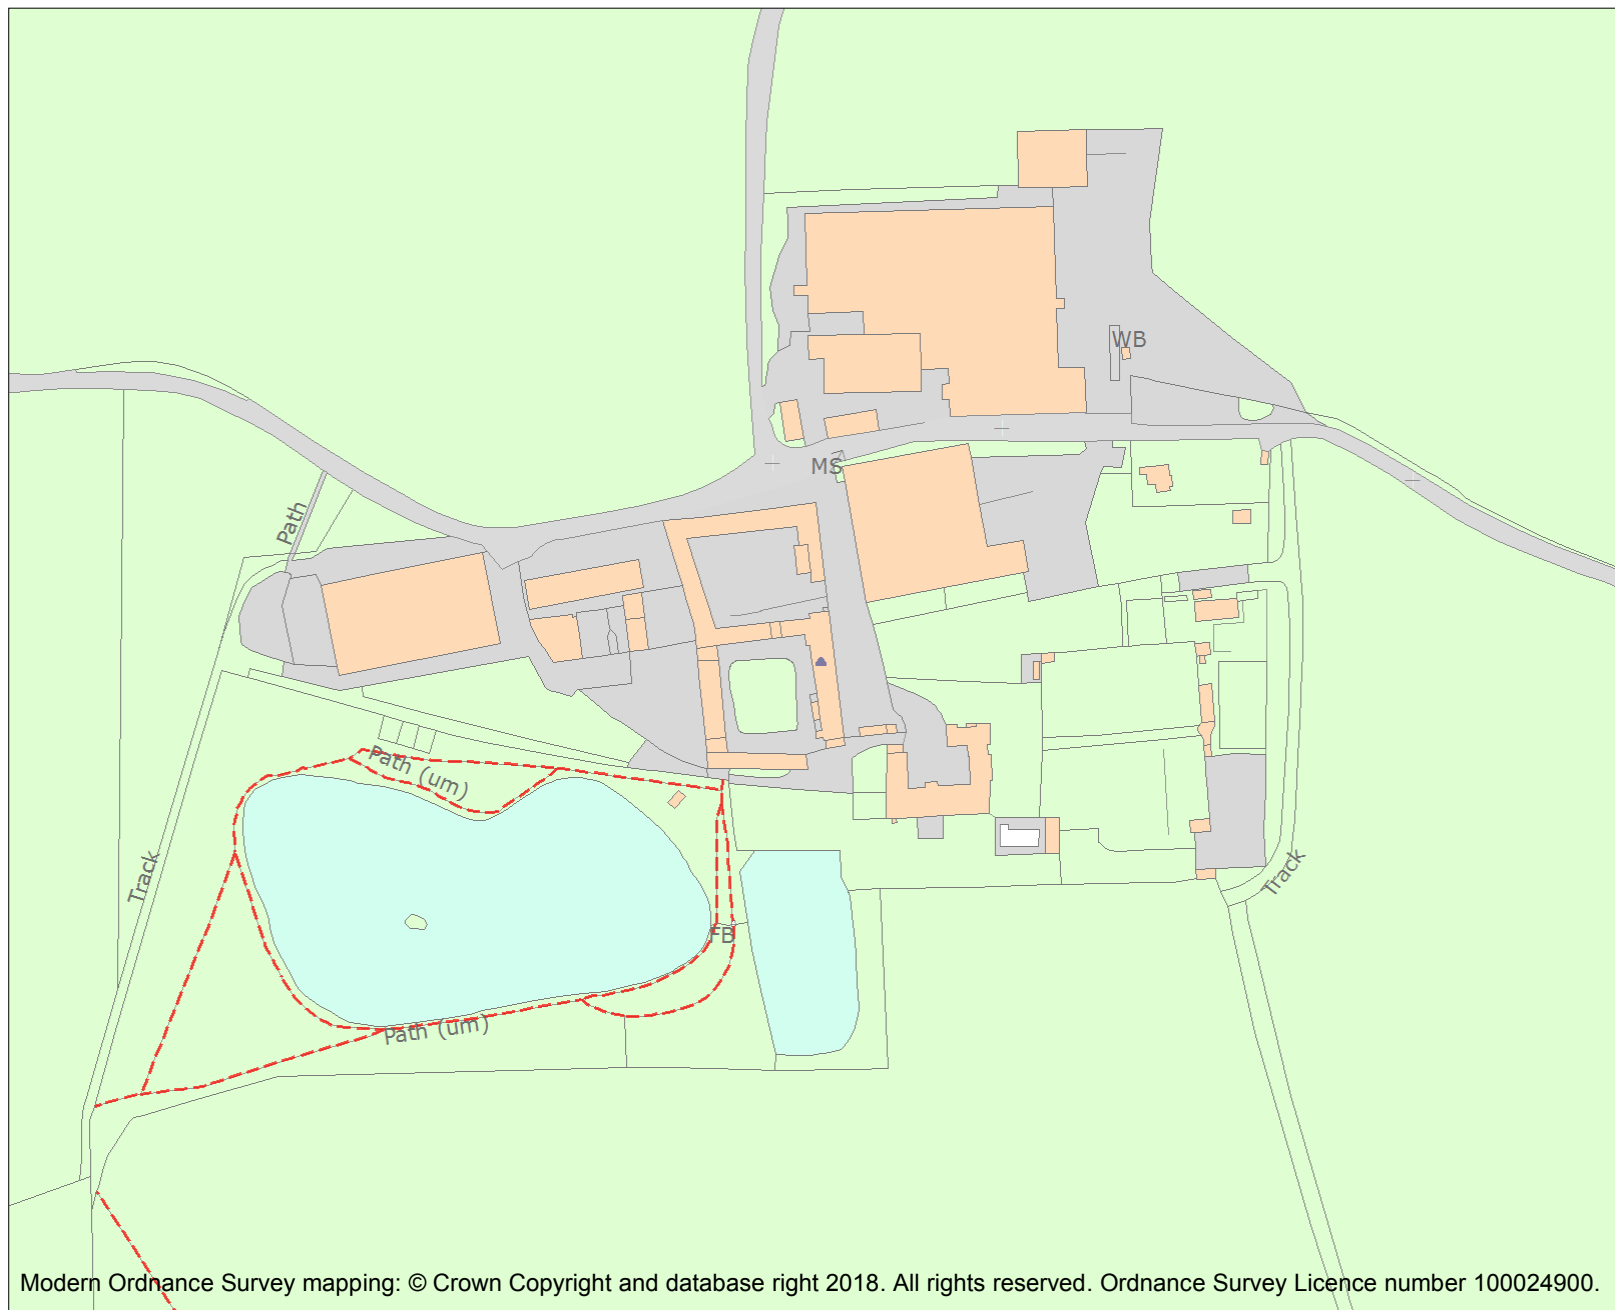 WB
MS
Path
Path (um)
Track
Track
FB
Path (um)
Modern Ordnance Survey mapping: © Crown Copyright and database right 2018. All rights reserved. Ordnance Survey Licence number 100024900.